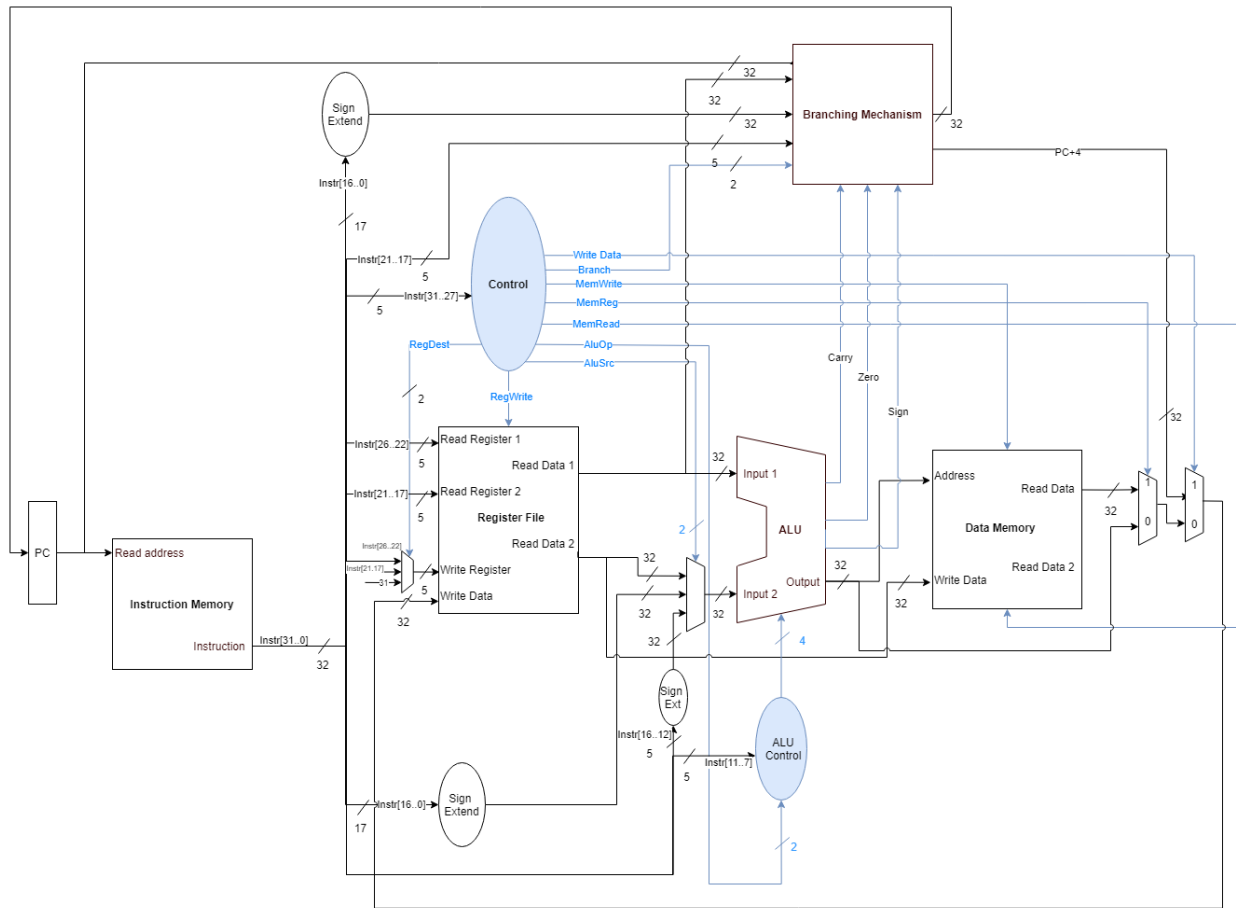 32
32
Sign
Extend
32
Branching Mechanism
32
5
PC+4
Instr[16..0]
2
17
Write Data
Instr[21..17]
5
Branch
Control
MemWrite
Instr[31..27]
5
MemReg
MemRead
RegDest
AluOp
Carry
AluSrc
Zero
2
RegWrite
Sign
32
Instr[26..22]
5
Read Register 1
Read Data 1
32
Input 1
Address
Read Data
32
1
0
1
0
Instr[21..17]
5
Read Register 2
Register File
2
ALU
Data Memory
PC
Read address
Instr[26..22]
Instr[21.17]
31
5
Write Register
Read Data 2
32
Output
32
Read Data 2
Instruction Memory
Write Data
32
32
Input 2
32
Write Data
32
Instruction
Instr[31..0]
32
32
4
Sign
Ext
Instr[16..12]
5
5
Instr[11..7]
ALU
Control
Instr[16..0]
17
Sign
Extend
2